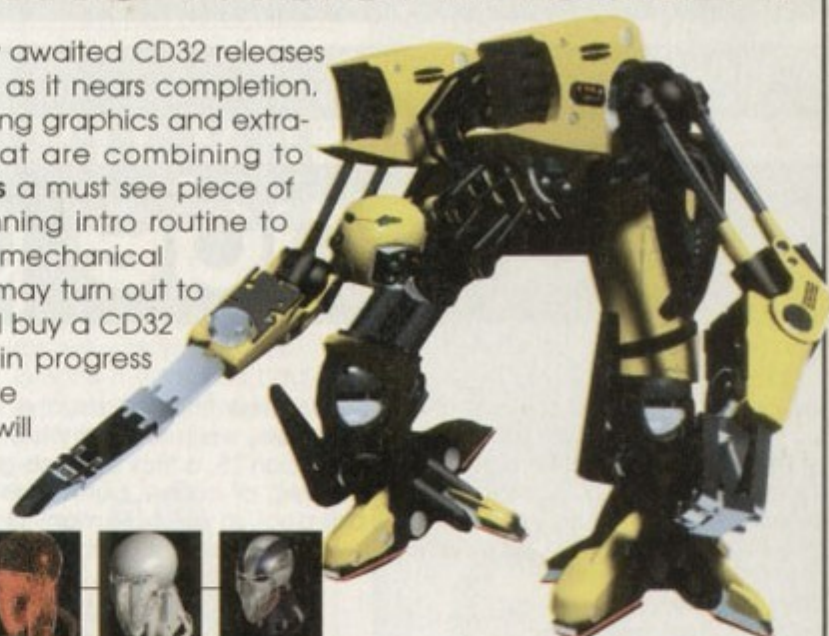 awaited CD32 releases
as it nears completion.
ng graphics and extra-
at are combining to
s a must see piece of
nning intro routine to
mechanical
may turn out to
buy a CD32
in progress
e
will